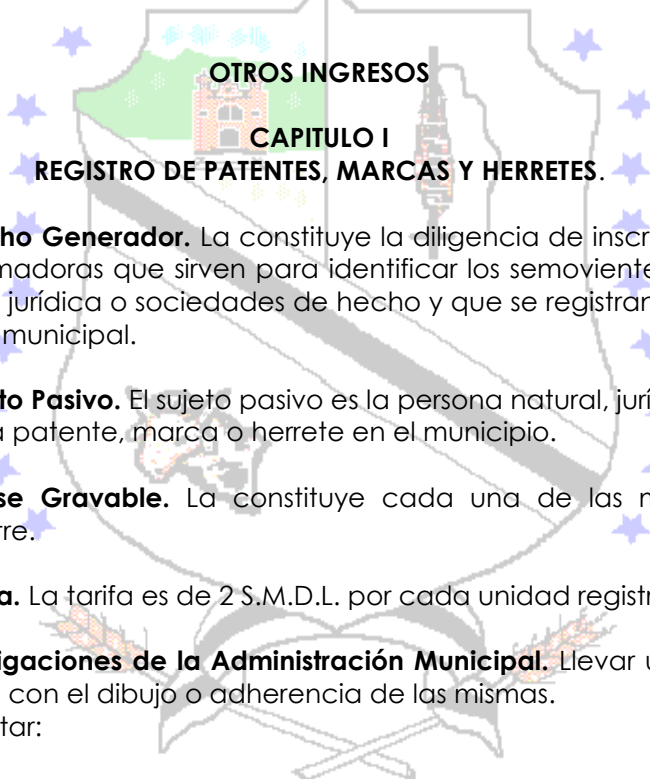 OTROS INGRESOS
CAPITULO I
REGISTRO DE PATENTES, MARCAS Y HERRETES.
ho Generador. La constituye la diligencia de inscr
madoras que sirven para identificar los semoviente
jurídica o sociedades de hecho y que se registran
municipal.
to Pasivo. El sujeto pasivo es la persona natural, jurí
a patente, marca o herrete en el municipio.
se Gravable. La constituye cada una de las m
rre.
a. La tarifa es de 2 S.M.D.L. por cada unidad registr
igaciones de la Administración Municipal. Llevar u
con el dibujo o adherencia de las mismas.
tar: